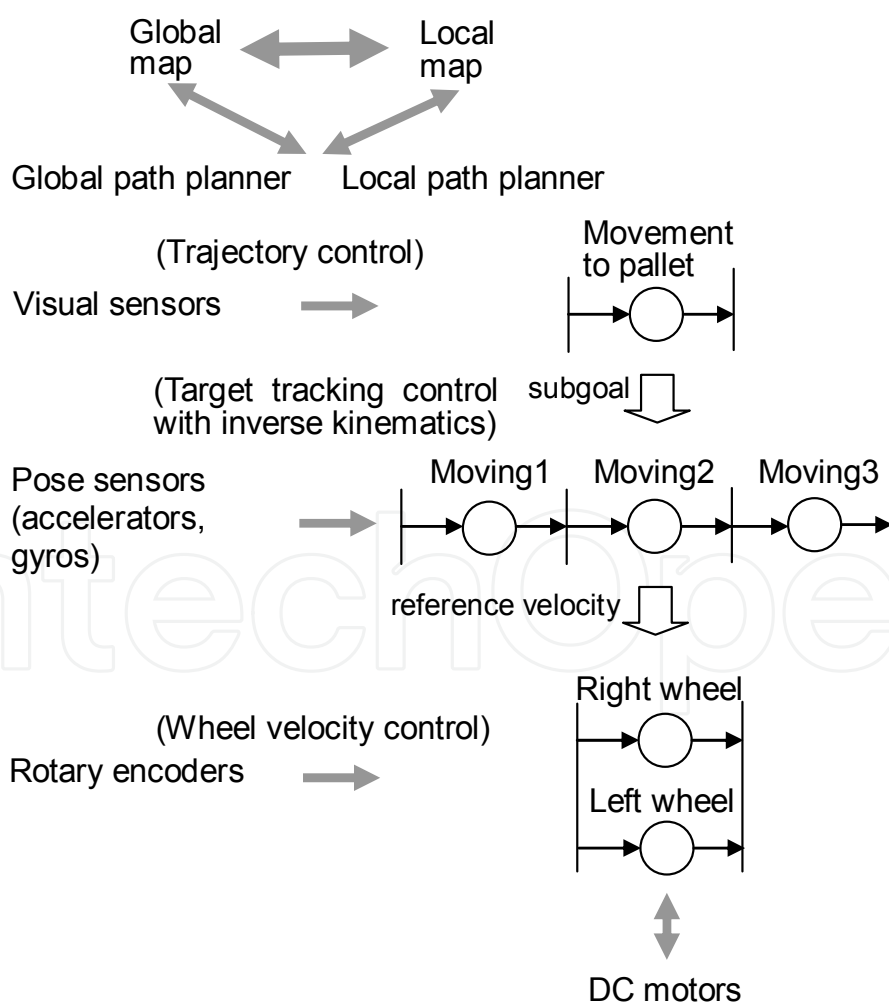 Global
map
Local
map
Global path planner
Local path planner
(Trajectory control)
Movement
to pallet
Visual sensors
(Target tracking control
with inverse kinematics)
subgoal
Pose sensors
(accelerators,
gyros)
Moving1
Moving2
Moving3
reference velocity
ntechOpe
Right wheel
(Wheel velocity control)
Rotary encoders
Left wheel
DC motors